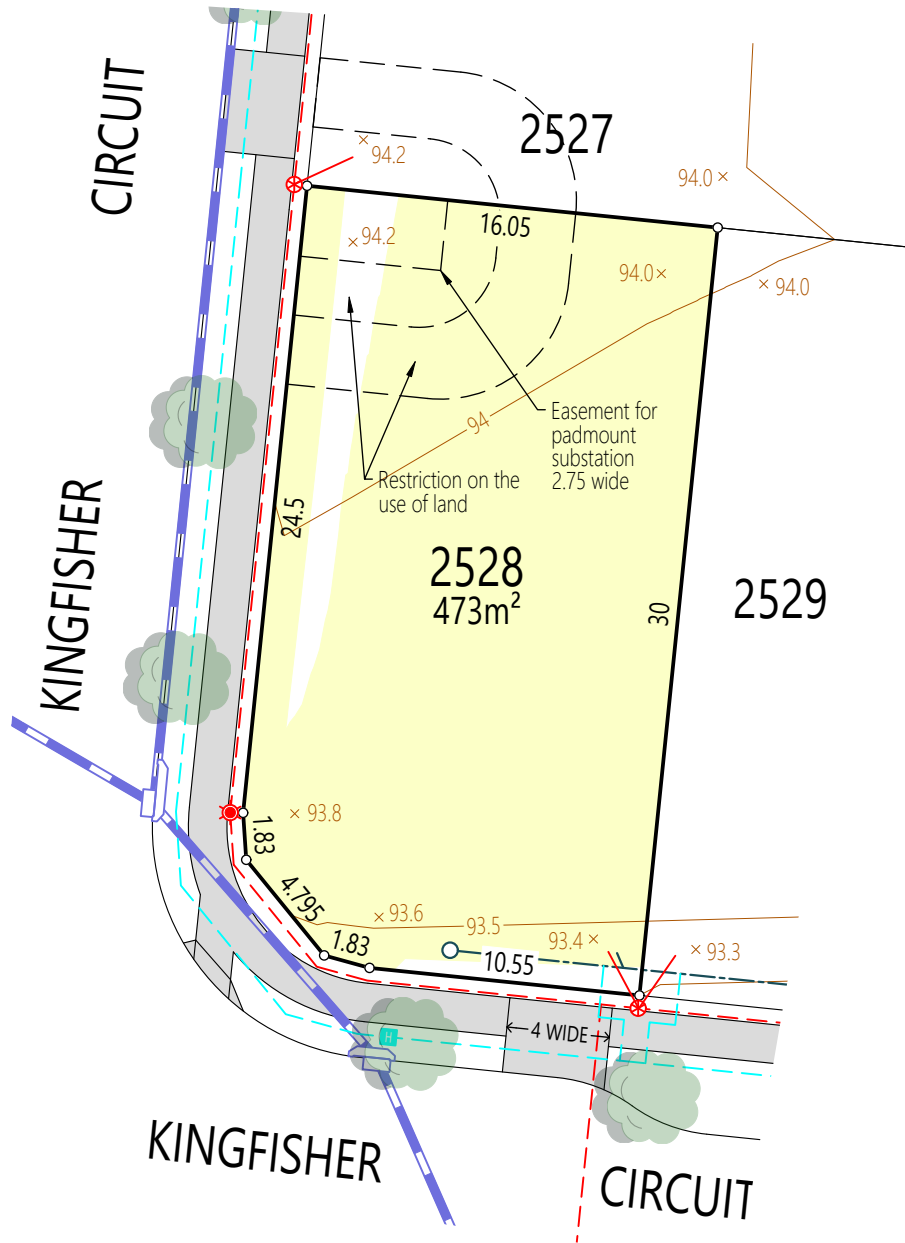 CIRCUIT
2527
94.2
94.0
16.05
94.2
94.0
94.0
94
Easement for
padmount
substation
2.75 wide
Restriction on the
use of land
24.5
KINGFISHER
2528
473m²
30
2529
93.8
1.83
4.795
1.83
93.6
93.5
93.4
93.3
10.55
4 WIDE
H
KINGFISHER
CIRCUIT